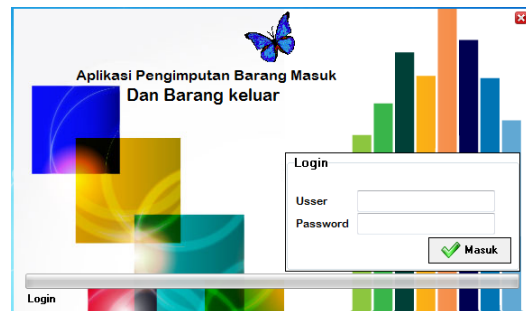 Aplikasi Pengimputan Barang Masuk
Dan Barang keluar
Login
Usser
Password
Masuk
Login